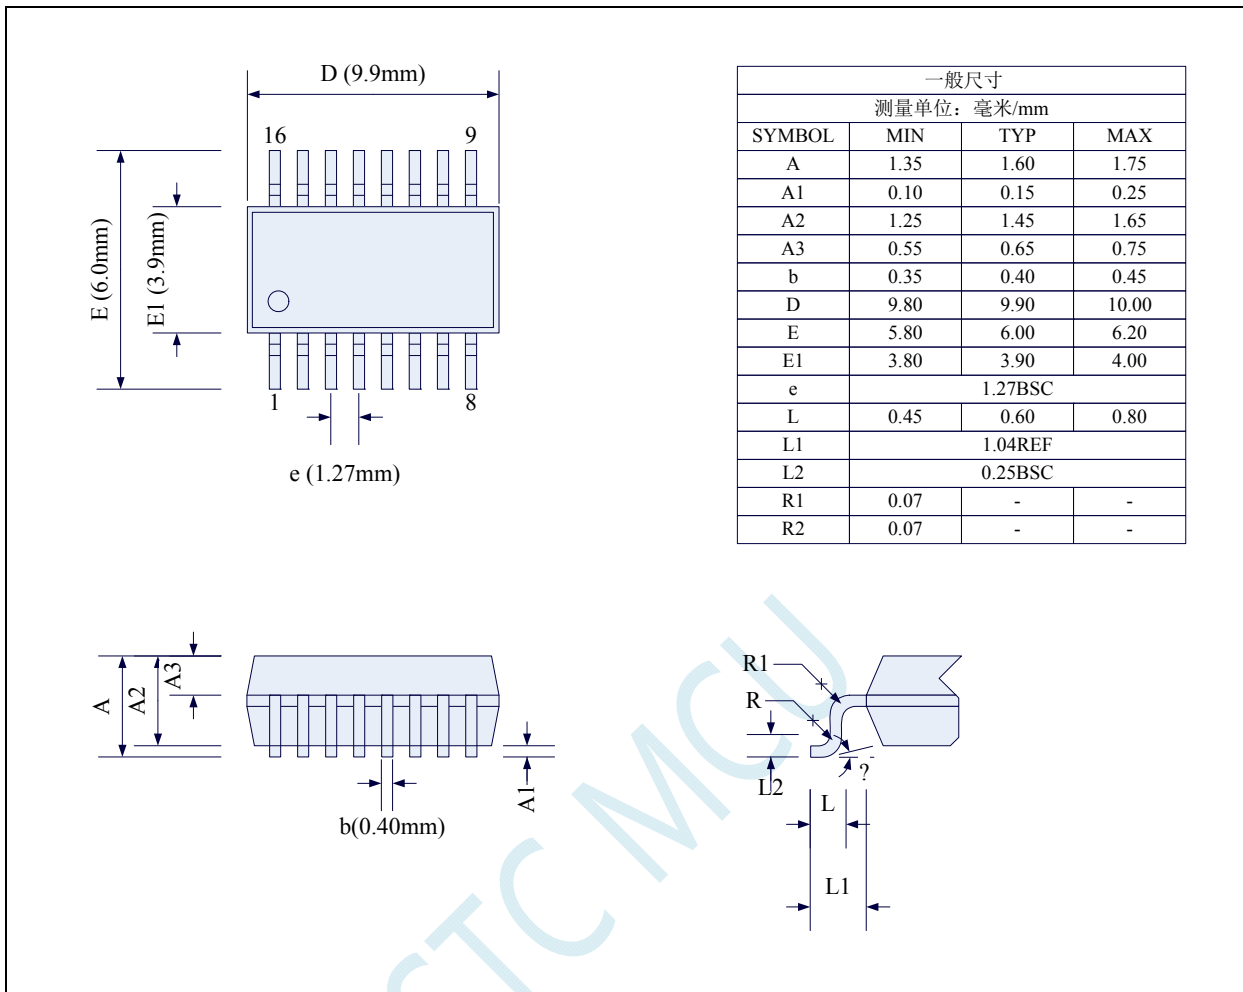 D (9.9mm)
16
9
E (6.0mm)
E1 (3.9mm)
1
8
e (1.27mm)
一般尺寸
测量单位：毫米/mm
SYMBOL MIN TYP MAX
A 1.35 1.60 1.75
A1 0.10 0.15 0.25
A2 1.25 1.45 1.65
A3 0.55 0.65 0.75
b 0.35 0.40 0.45
D 9.80 9.90 10.00
E 5.80 6.00 6.20
E1 3.80 3.90 4.00
e 1.27BSC
L 0.45 0.60 0.80
L1 1.04REF
L2 0.25BSC
R1 0.07 - -
R2 0.07 - -
A
A2
A3
A1
b(0.40mm)
R1
R
L2
?
L
L1
STC MCU